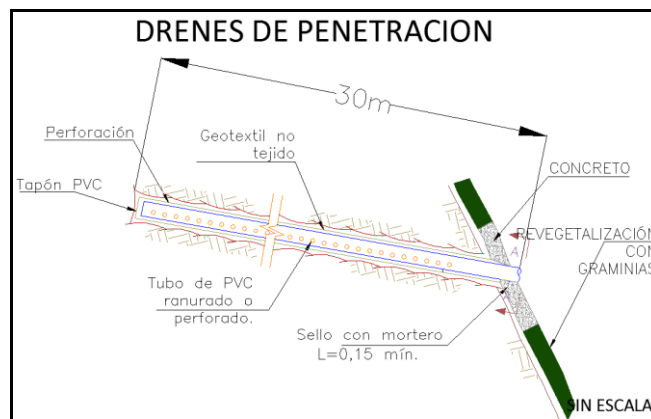 DRENES DE PENETRACION
30m
Perforación
Geotextil no
tejido
CONCRETO
Tapón PVC
A
REVEGETALIZACIÓN
CON
GRAMINIAS
Tubo de PVC
ranurado o
perforado.
Sello con mortero
L=0,15 mín.
SIN ESCALA